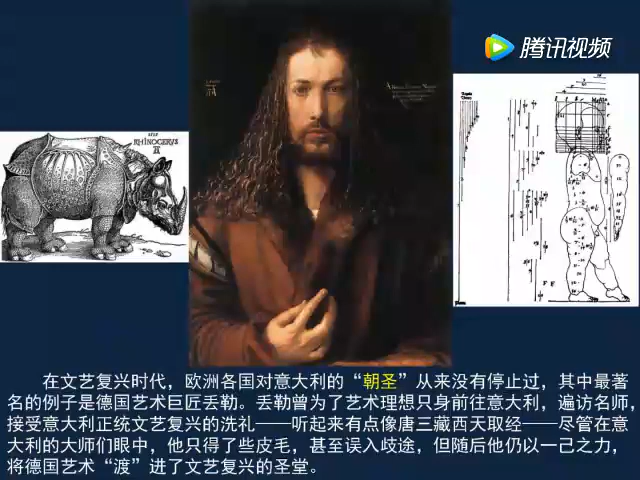 腾讯视频
1515
RHINOCERVS
在文艺复兴时代，欧洲各国对意大利的“朝圣”从来没有停止过，其中最著
名的例子是德国艺术巨匠丢勒。丢勒曾为了艺术理想只身前往意大利，遍访名师，
接受意大利正统文艺复兴的洗礼——听起来有点像唐三藏西天取经——尽管在意
大利的大师们眼中，他只得了些皮毛，甚至误入歧途，但随后他仍以一己之力，
将德国艺术“渡”进了文艺复兴的圣堂。